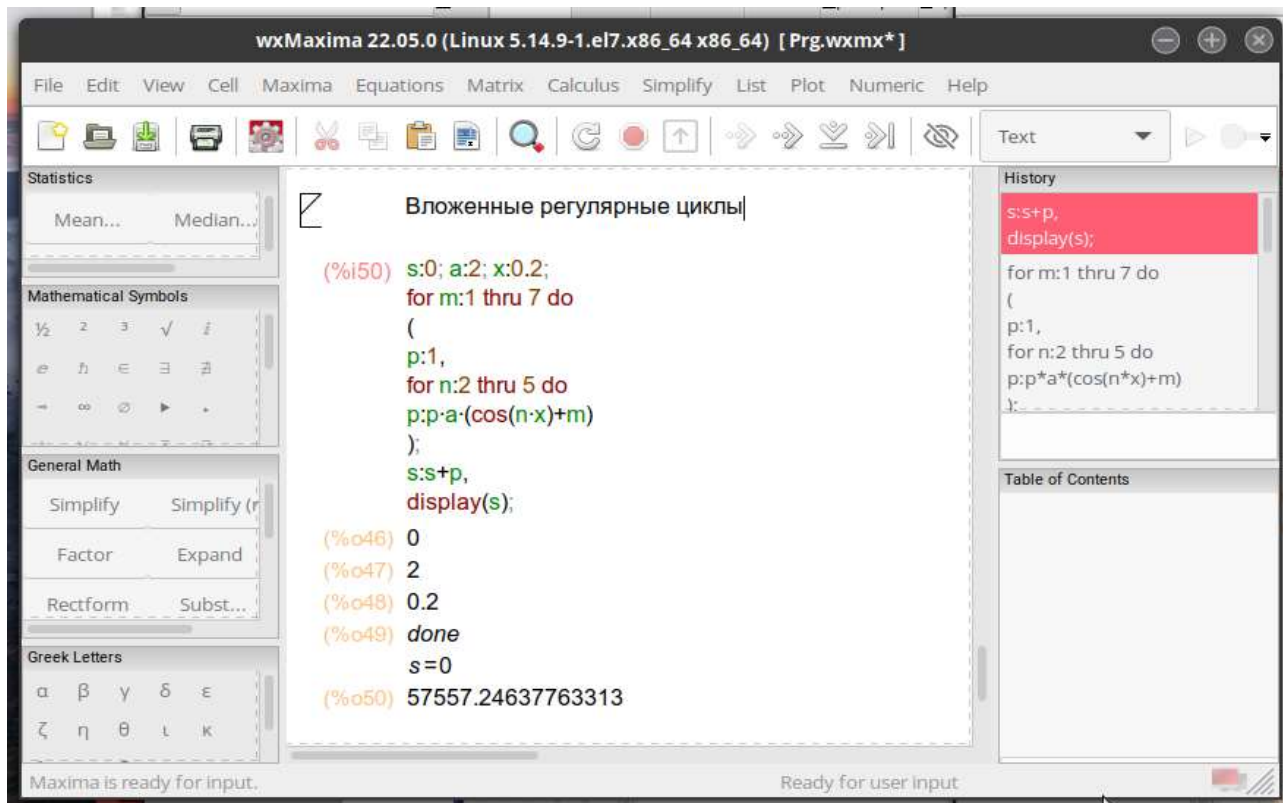 wxMaxima 22.05.0 (Linux 5.14.9-1.el7.x86_64 x86_64) [ Prg.wxmx* ]
File Edit View Cell Maxima Equations Matrix Calculus Simplify List Plot Numeric Help
Text
Statistics
Mean... Median...
Mathematical Symbols
½ ² ³ √ ⅈ
ⅇ ℏ ∈ ∃ ∄
∞ ∅
General Math
Simplify Simplify (r
Factor Expand
Rectform Subst...
Greek Letters
α β γ δ ε
ζ η θ ι κ
Вложенные регулярные циклы
(%i50) s:0; a:2; x:0.2;
for m:1 thru 7 do
(
p:1,
for n:2 thru 5 do
p:p·a·(cos(n·x)+m)
);
s:s+p,
display(s);
(%o46) 0
(%o47) 2
(%o48) 0.2
(%o49) done
s=0
(%o50) 57557.24637763313
History
s:s+p,
display(s);
for m:1 thru 7 do
(
p:1,
for n:2 thru 5 do
p:p*a*(cos(n*x)+m)
);
Table of Contents
Maxima is ready for input.
Ready for user input